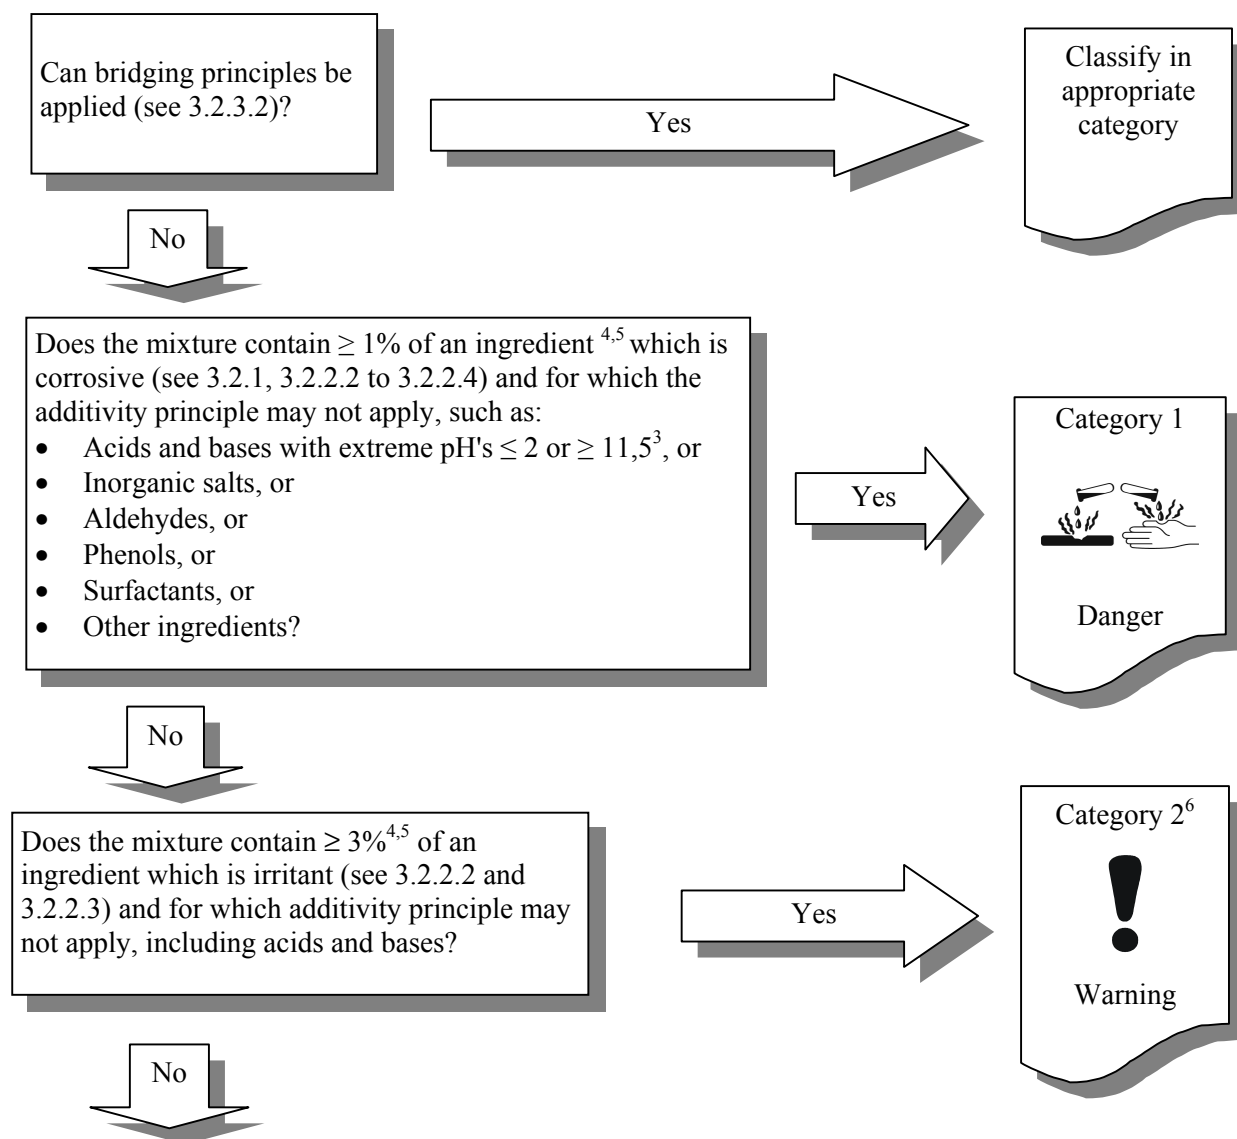 Can bridging principles be
applied (see 3.2.3.2)?
Yes
Classify in
appropriate
category
No
Does the mixture contain ≥ 1% of an ingredient 4,5 which is
corrosive (see 3.2.1, 3.2.2.2 to 3.2.2.4) and for which the
additivity principle may not apply, such as:
• Acids and bases with extreme pH's ≤ 2 or ≥ 11,5³, or
• Inorganic salts, or
• Aldehydes, or
• Phenols, or
• Surfactants, or
• Other ingredients?
Yes
Category 1
Danger
No
Does the mixture contain ≥ 3%4,5 of an
ingredient which is irritant (see 3.2.2.2 and
3.2.2.3) and for which additivity principle may
not apply, including acids and bases?
Yes
Category 2⁶
Warning
No